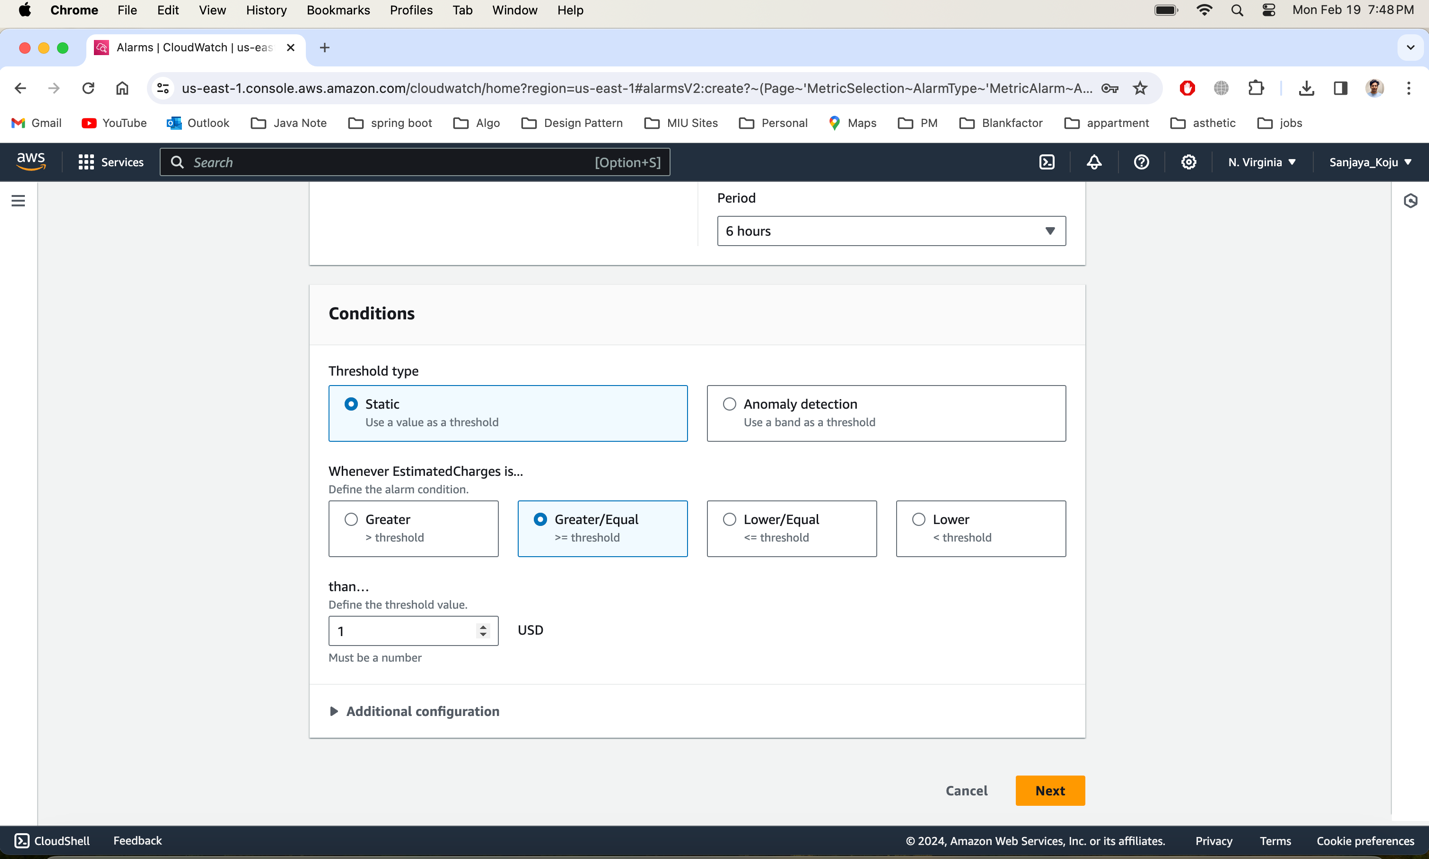 Chrome File Edit View History Bookmarks Profiles Tab Window Help Mon Feb 19 7:48 PM
Alarms | CloudWatch | us-eas
us-east-1.console.aws.amazon.com/cloudwatch/home?region=us-east-1#alarmsV2:create?~(Page~'MetricSelection~AlarmType~'MetricAlarm~A...
Gmail YouTube Outlook Java Note spring boot Algo Design Pattern MIU Sites Personal Maps PM Blankfactor appartment asthetic jobs
aws Services Search [Option+S] N. Virginia Sanjaya_Koju
Period
6 hours
Conditions
Threshold type
Static Anomaly detection
Use a value as a threshold Use a band as a threshold
Whenever EstimatedCharges is...
Define the alarm condition.
Greater Greater/Equal Lower/Equal Lower
> threshold >= threshold <= threshold < threshold
than...
Define the threshold value.
1 USD
Must be a number
Additional configuration
Cancel Next
CloudShell Feedback © 2024, Amazon Web Services, Inc. or its affiliates. Privacy Terms Cookie preferences